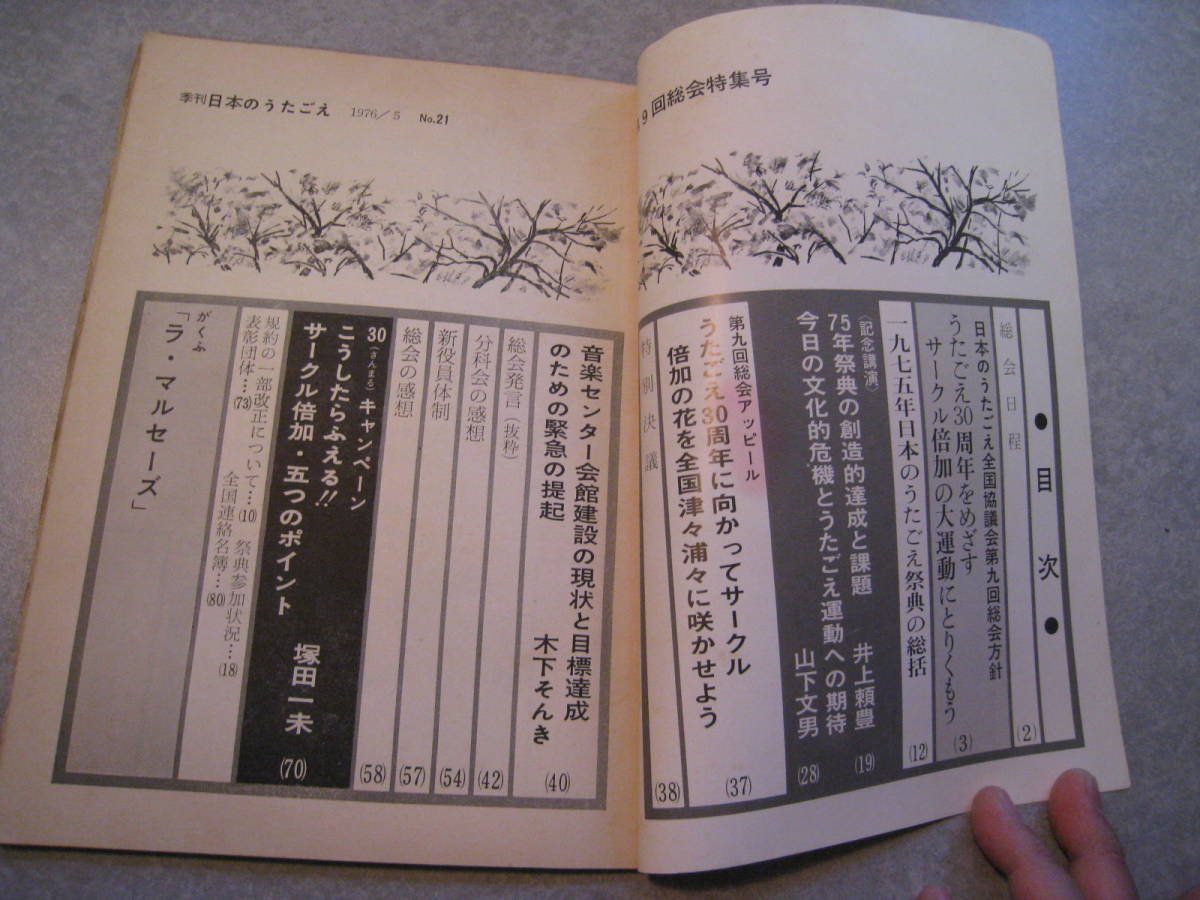 第9回総会特集号
●目次●
総会日程 (2)
日本のうたごえ全国協議会第九回総会方針
うたごえ30周年をめざす
サークル倍加の大運動にとりくもう (3)
一九七五年日本のうたごえ祭典の総括 (12)
〈記念講演〉
75年祭典の創造的達成と課題 井上頼豊 (19)
今日の文化的危機とうたごえ運動への期待 山下文男 (28)
第九回総会アッピール
うたごえ30周年に向かってサークル
倍加の花を全国津々浦々に咲かせよう (37)
特別決議 (38)
季刊 日本のうたごえ 1976/5 No.21
音楽センター会館建設の現状と目標達成
のための緊急の提起 木下そんき (40)
総会発言(抜粋) (42)
分科会の感想 (54)
新役員体制 (57)
総会の感想 (58)
30(さんまる)キャンペーン
こうしたらふえる!!
サークル倍加・五つのポイント 塚田一未 (70)
規約の一部改正について…(10) 祭典参加状況…(18)
表彰団体…(73) 全国連絡名簿…(80)
がくふ
「ラ・マルセーズ」